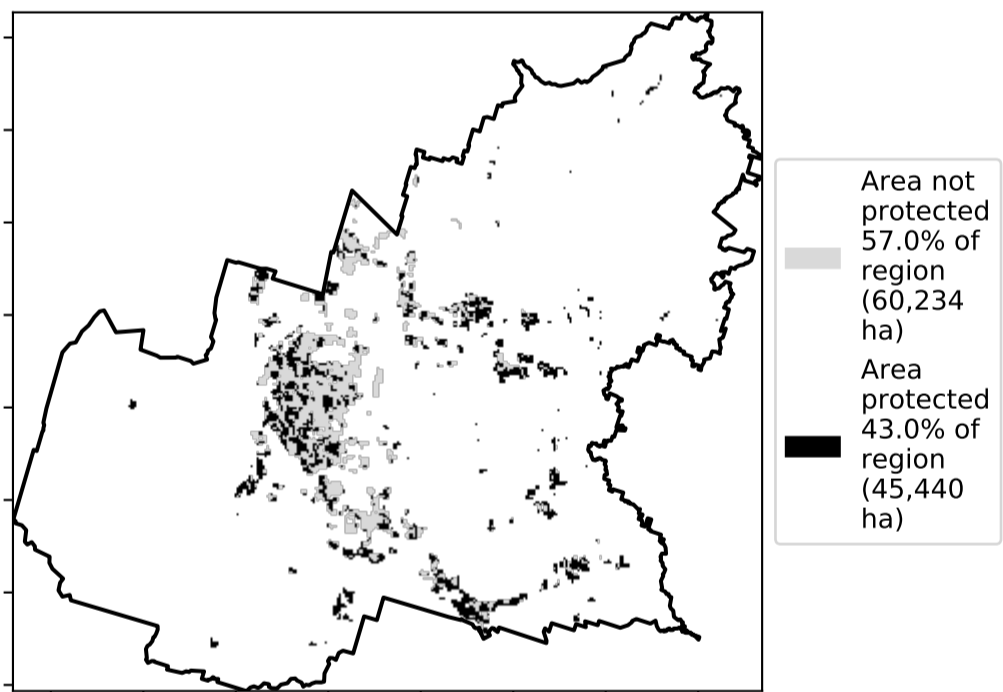 Area not
protected
57.0% of
region
(60,234
ha)
Area
protected
43.0% of
region
(45,440
ha)